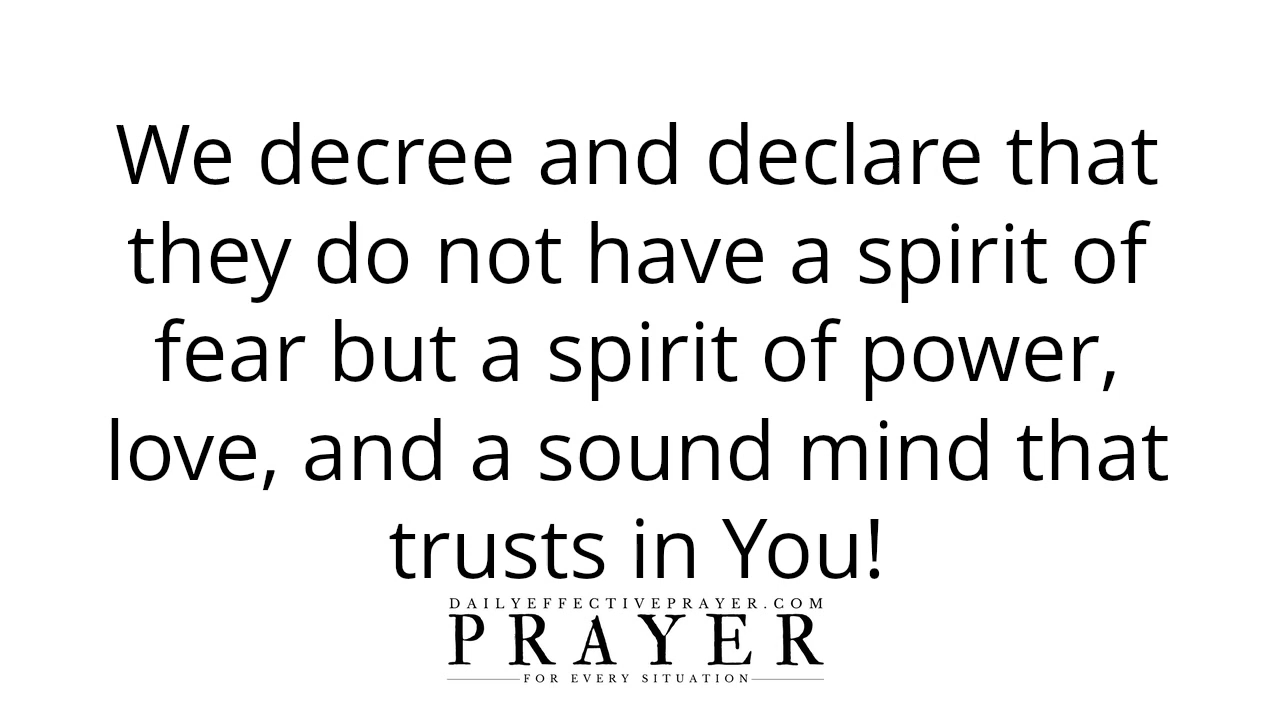 We decree and declare that
they do not have a spirit of
fear but a spirit of power,
love, and a sound mind that
trusts in You!
DAILYEFFECTIVEPRAYER.COM
PRAYER
FOR EVERY SITUATION